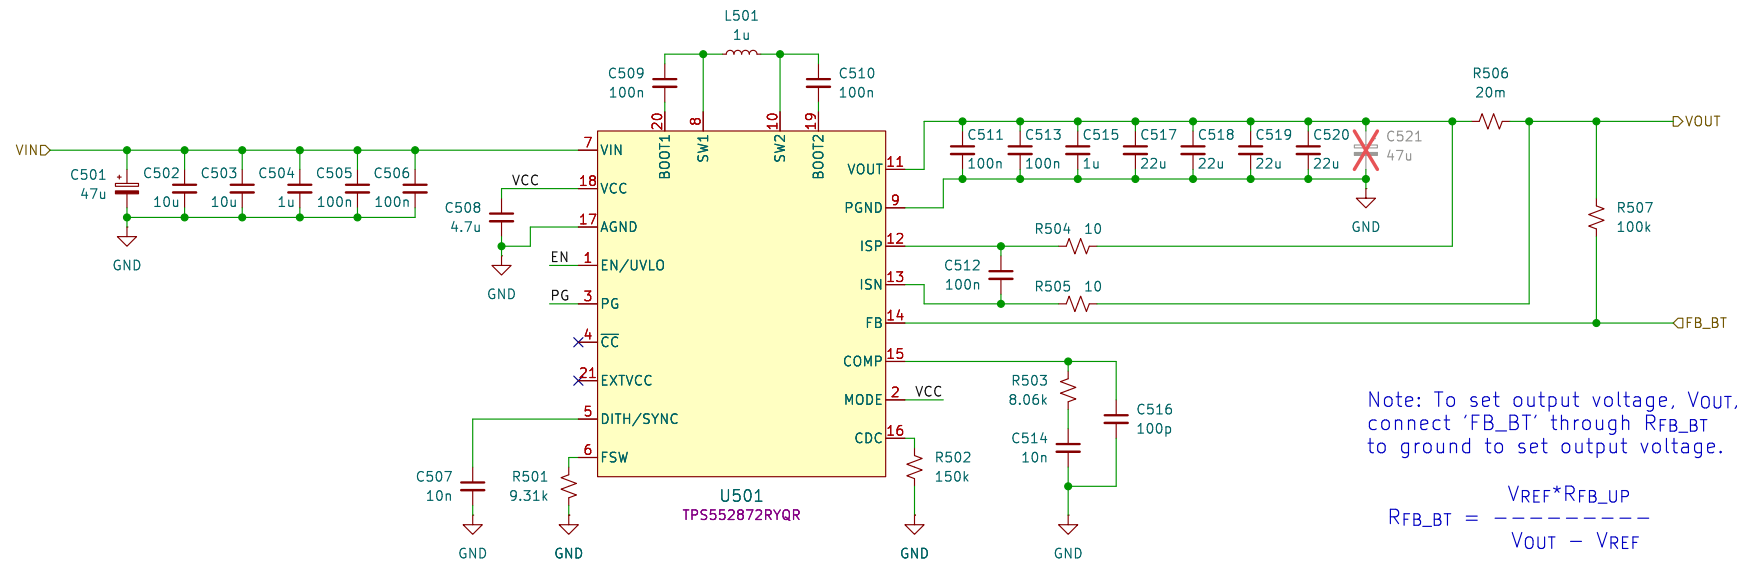 L501
1u
C509
100n
C510
100n
R506
20m
20
8
10
19
BOOT1
SW1
SW2
BOOT2
VIN
7
VIN
C501
47u
+
C502
10u
C503
10u
C504
1u
C505
100n
C506
100n
GND
VCC
18
VCC
C508
4.7u
17
AGND
GND
EN
1
EN/UVLO
PG
3
PG
4
CC
21
EXTVCC
5
DITH/SYNC
6
FSW
C507
10n
R501
9.31k
GND
GND
U501
TPS552872RYQR
VOUT
11
PGND
9
ISP
12
ISN
13
FB
14
COMP
15
MODE
2
VCC
CDC
16
C511
100n
C513
100n
C515
1u
C517
22u
C518
22u
C519
22u
C520
22u
C521
47u
GND
VOUT
R504 10
C512
100n
R505 10
R507
100k
FB_BT
R503
8.06k
C514
10n
C516
100p
R502
150k
GND
GND
Note: To set output voltage, VOUT,
connect 'FB_BT' through RFB_BT
to ground to set output voltage.
VREF*RFB_UP
RFB_BT = ---------
VOUT - VREF